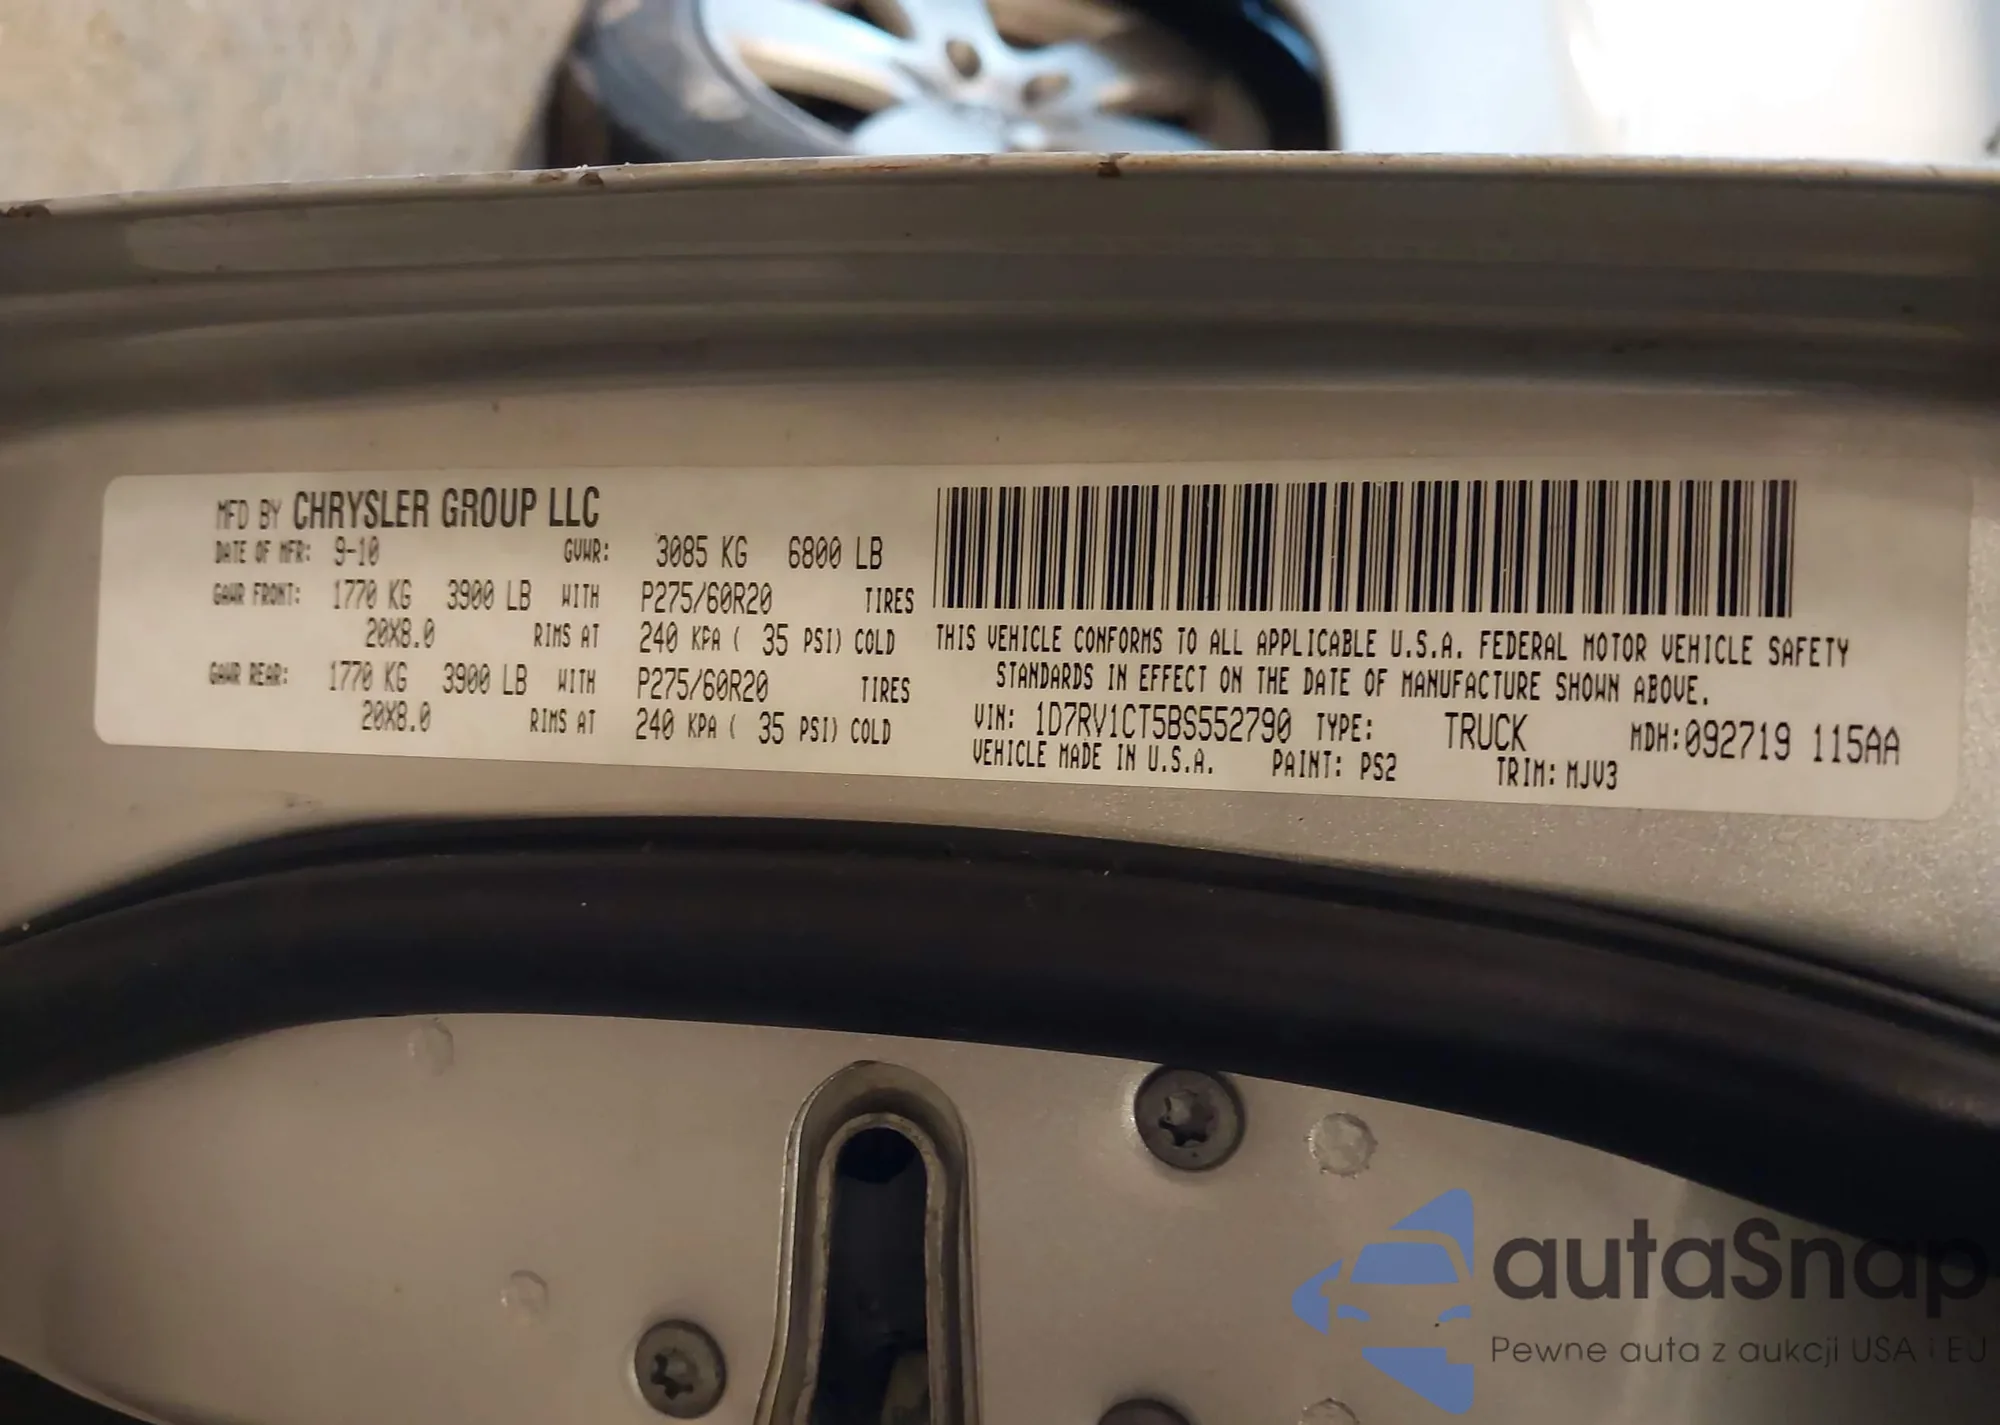 MFD BY CHRYSLER GROUP LLC
DATE OF MFR: 9-10 GVWR: 3085 KG 6800 LB
GAWR FRONT: 1770 KG 3900 LB WITH P275/60R20 TIRES
20X8.0 RIMS AT 240 KPA ( 35 PSI) COLD
GAWR REAR: 1770 KG 3900 LB WITH P275/60R20 TIRES
20X8.0 RIMS AT 240 KPA ( 35 PSI) COLD
THIS VEHICLE CONFORMS TO ALL APPLICABLE U.S.A. FEDERAL MOTOR VEHICLE SAFETY
STANDARDS IN EFFECT ON THE DATE OF MANUFACTURE SHOWN ABOVE.
VIN: 1D7RV1CT5BS552790 TYPE: TRUCK MDH:092719 115AA
VEHICLE MADE IN U.S.A. PAINT: PS2 TRIM: MJV3
autaSnap
Pewne auta z aukcji USA i EU